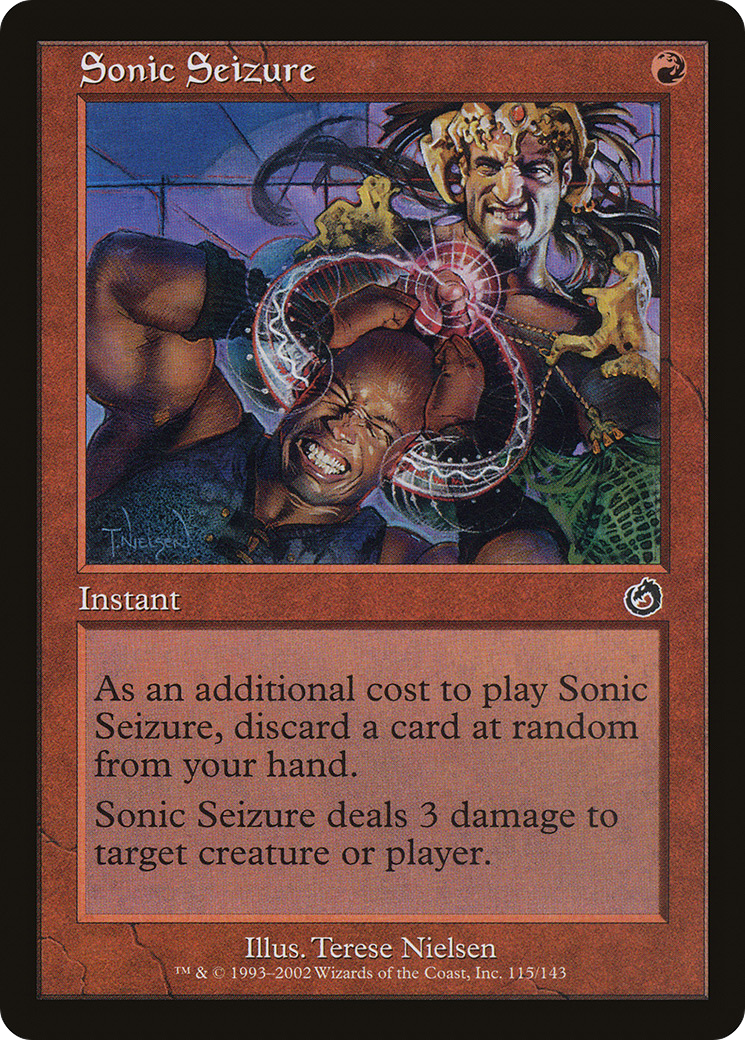 Sonic Seizure
T. NIELSEN
Instant
As an additional cost to play Sonic
Seizure, discard a card at random
from your hand.
Sonic Seizure deals 3 damage to
target creature or player.
Illus. Terese Nielsen
™ & © 1993–2002 Wizards of the Coast, Inc. 115/143